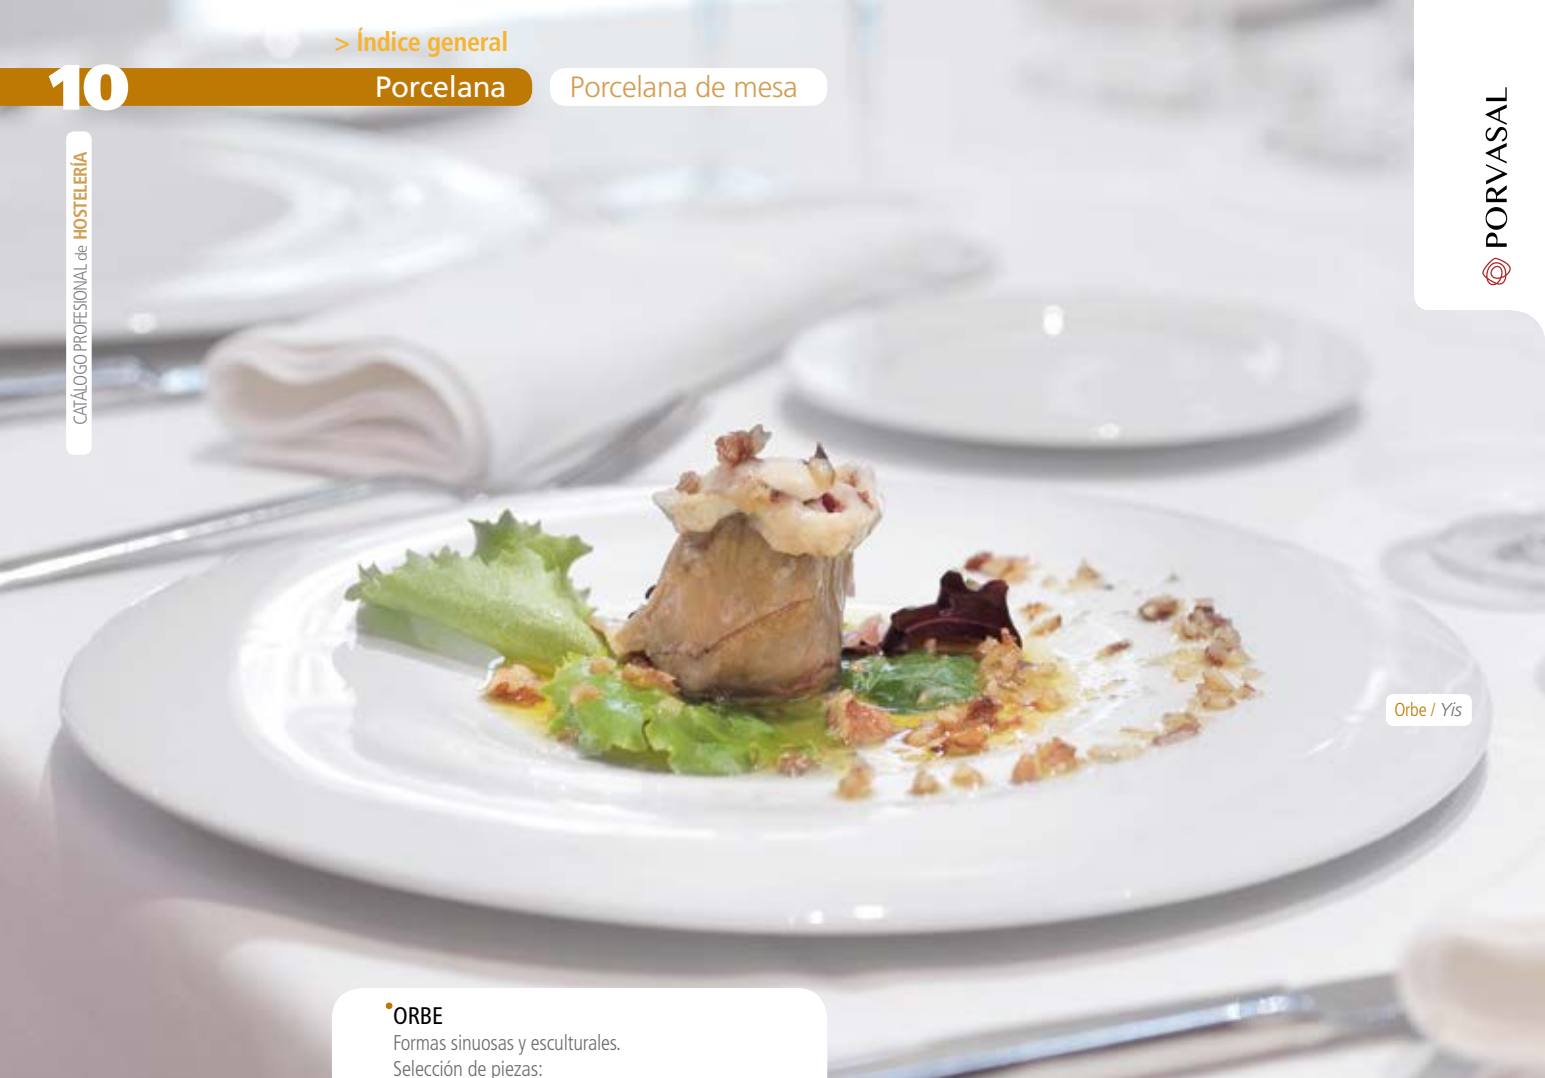 > Índice general
10
Porcelana
Porcelana de mesa
CATÁLOGO PROFESIONAL de HOSTELERÍA
PORVASAL
Orbe / Yis
ORBE
Formas sinuosas y esculturales.
Selección de piezas: